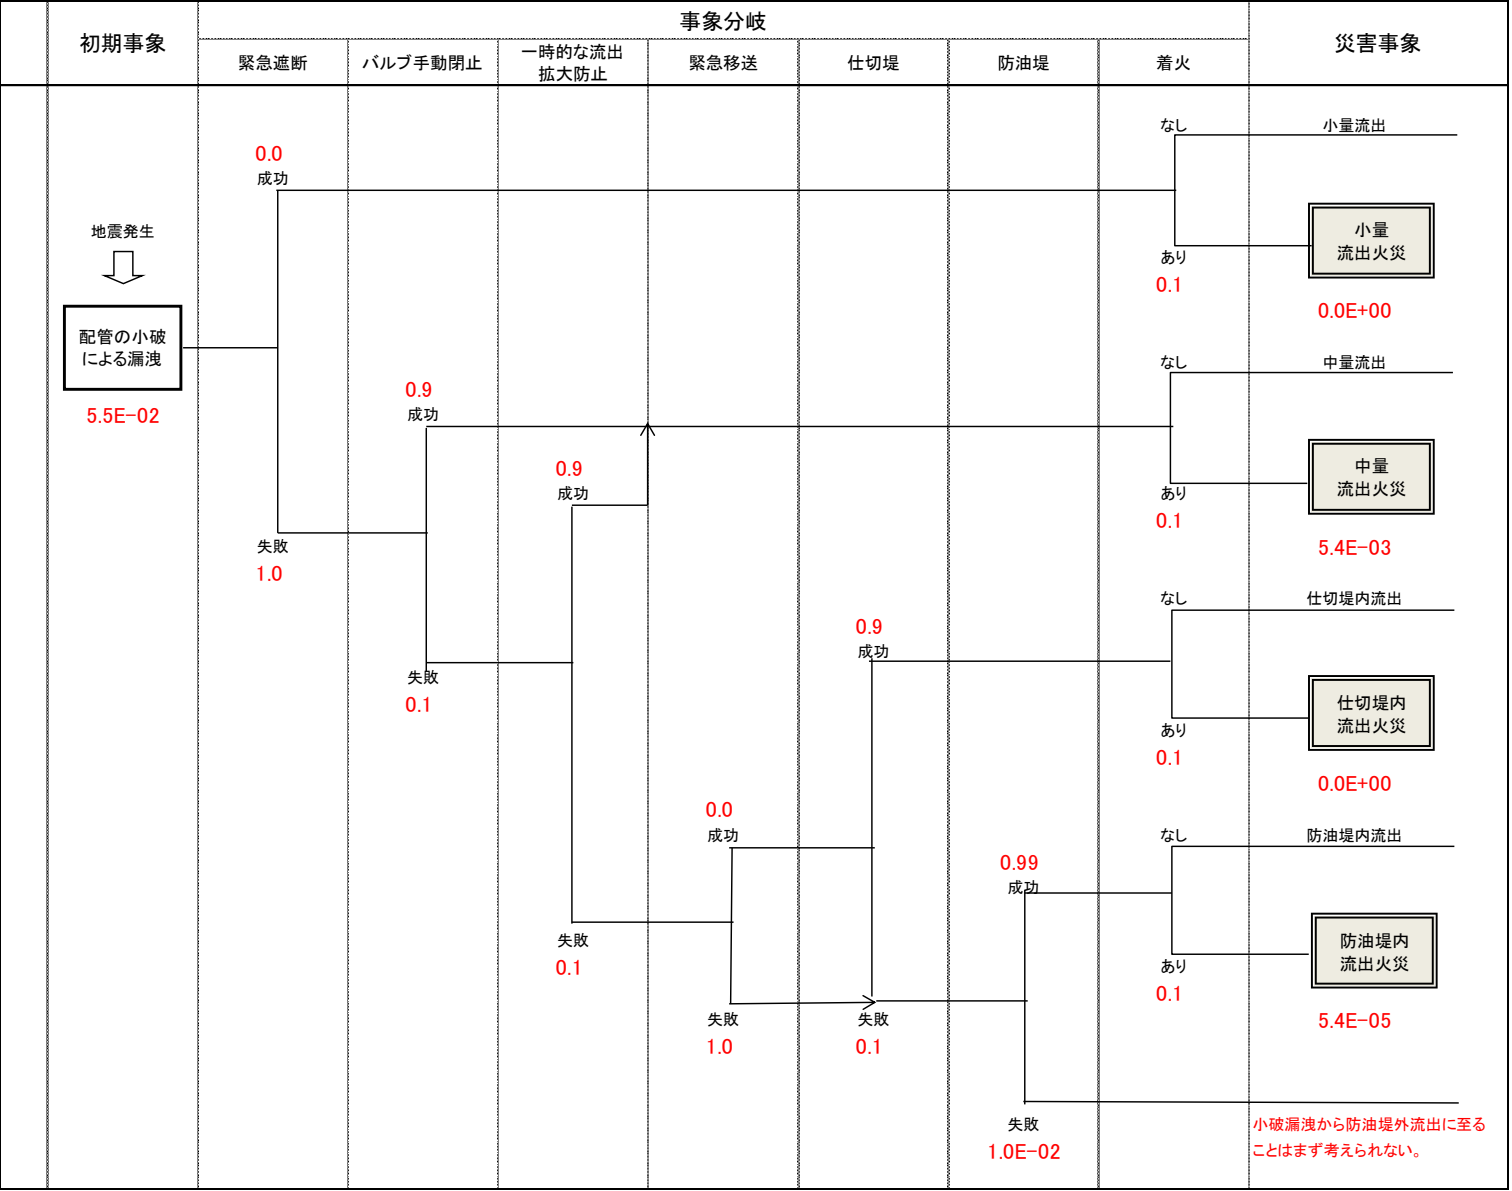 初期事象
事象分岐
災害事象
緊急遮断
バルブ手動閉止
一時的な流出
拡大防止
緊急移送
仕切堤
防油堤
着火
なし
小量流出
0.0
成功
地震発生
小量
流出火災
あり
0.1
0.0E+00
配管の小破
による漏洩
5.5E-02
なし
中量流出
0.9
成功
0.9
成功
中量
流出火災
あり
0.1
5.4E-03
失敗
1.0
なし
仕切堤内流出
0.9
成功
失敗
0.1
仕切堤内
流出火災
あり
0.1
0.0E+00
0.0
成功
なし
防油堤内流出
0.99
成功
失敗
0.1
防油堤内
流出火災
あり
0.1
5.4E-05
失敗
1.0
失敗
0.1
失敗
1.0E-02
小破漏洩から防油堤外流出に至る
ことはまず考えられない。